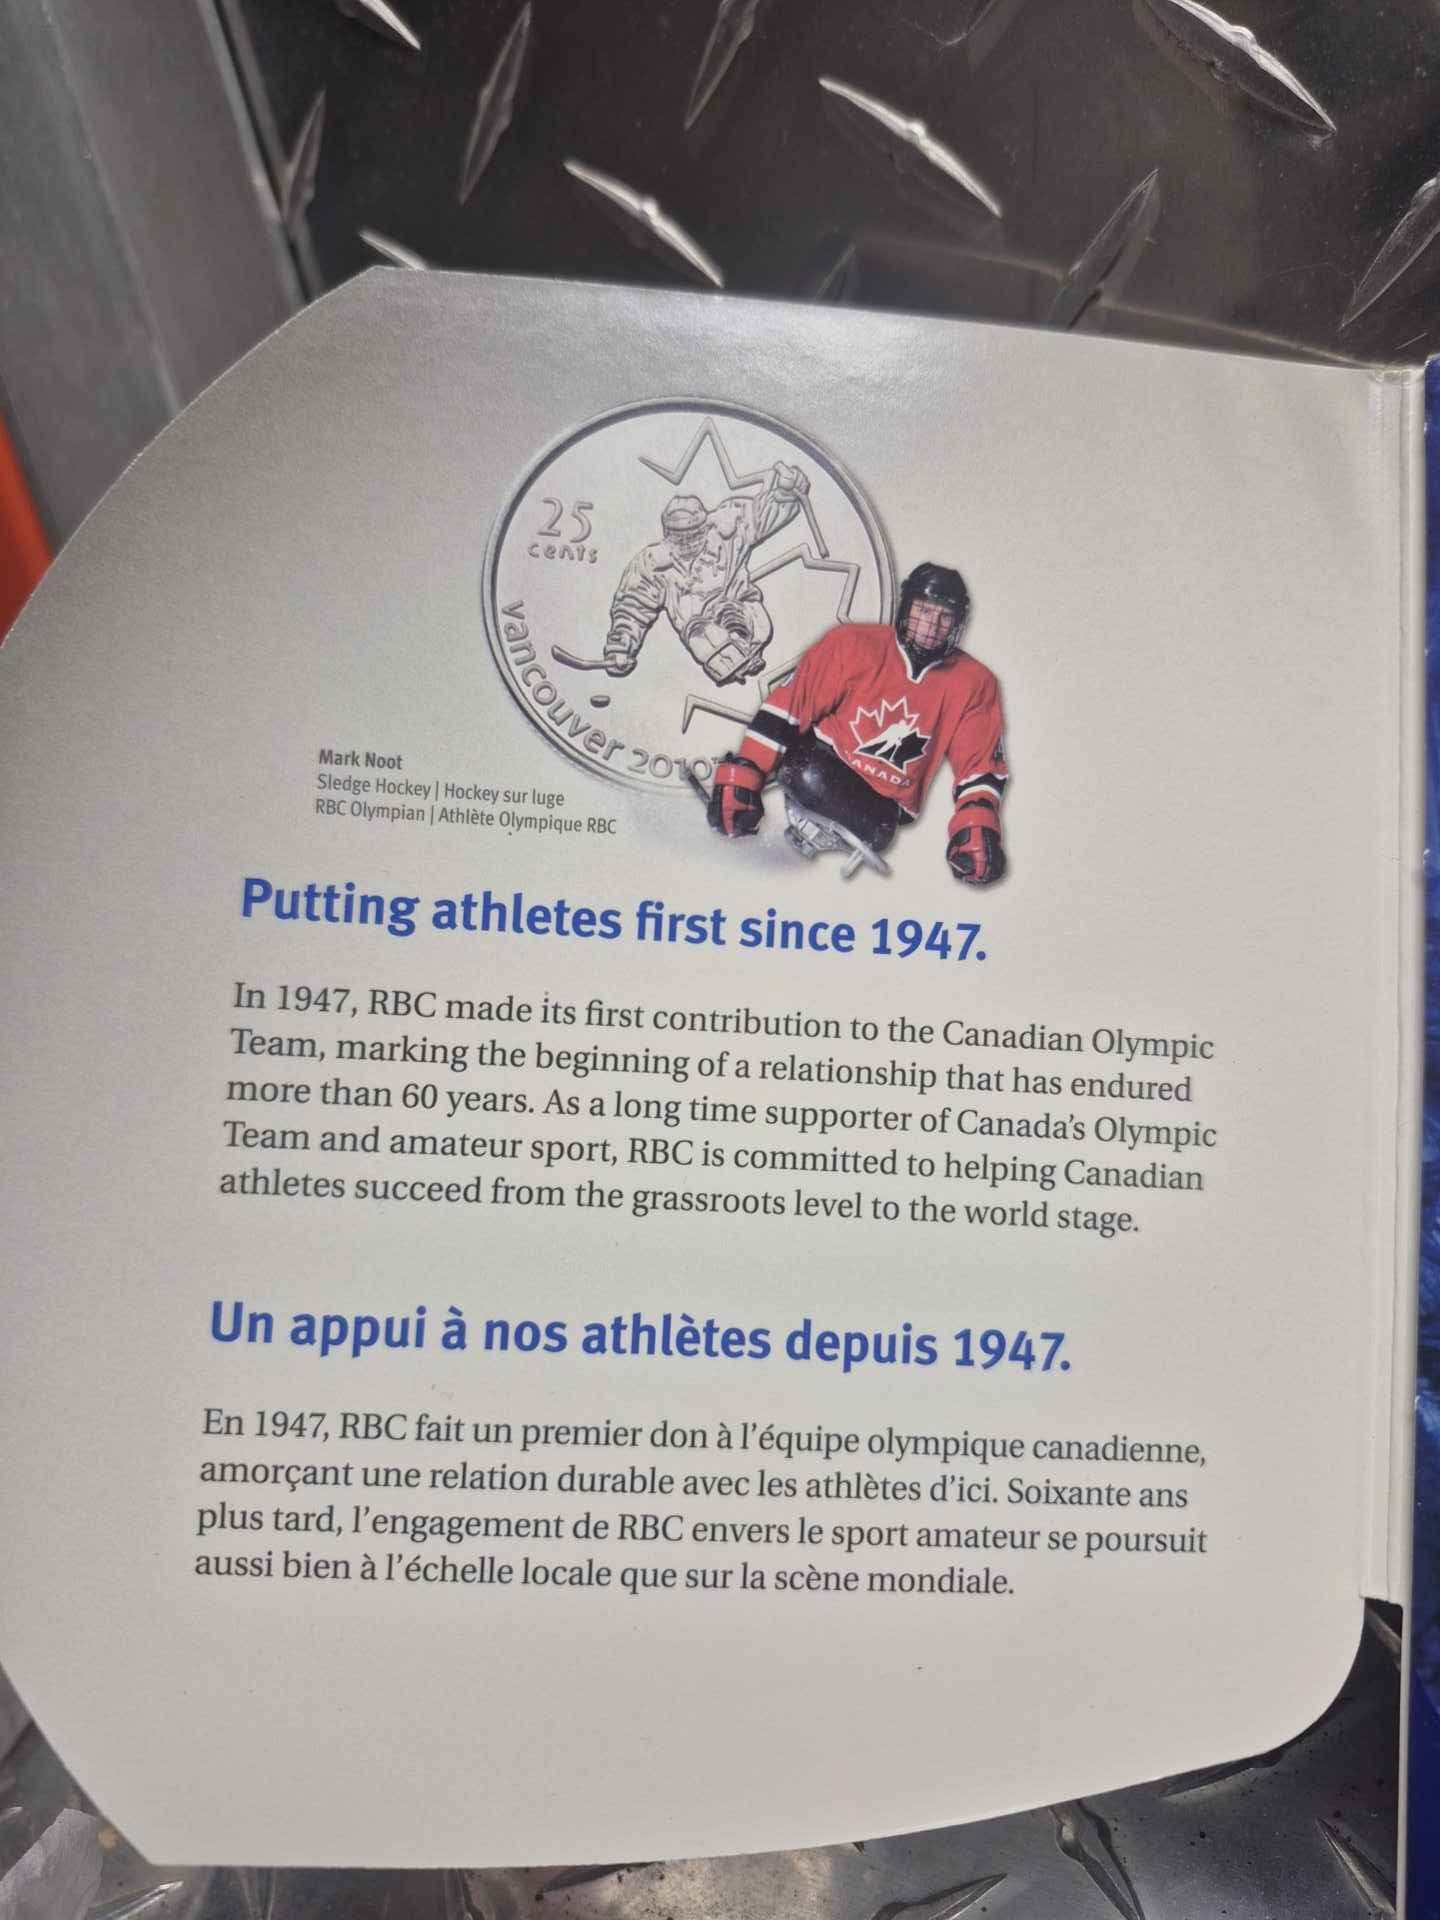 25
cents
vancouver 2010
CANADA
Mark Noot
Sledge Hockey | Hockey sur luge
RBC Olympian | Athlète Olympique RBC
Putting athletes first since 1947.
In 1947, RBC made its first contribution to the Canadian Olympic
Team, marking the beginning of a relationship that has endured
more than 60 years. As a long time supporter of Canada’s Olympic
Team and amateur sport, RBC is committed to helping Canadian
athletes succeed from the grassroots level to the world stage.
Un appui à nos athlètes depuis 1947.
En 1947, RBC fait un premier don à l’équipe olympique canadienne,
amorçant une relation durable avec les athlètes d’ici. Soixante ans
plus tard, l’engagement de RBC envers le sport amateur se poursuit
aussi bien à l’échelle locale que sur la scène mondiale.